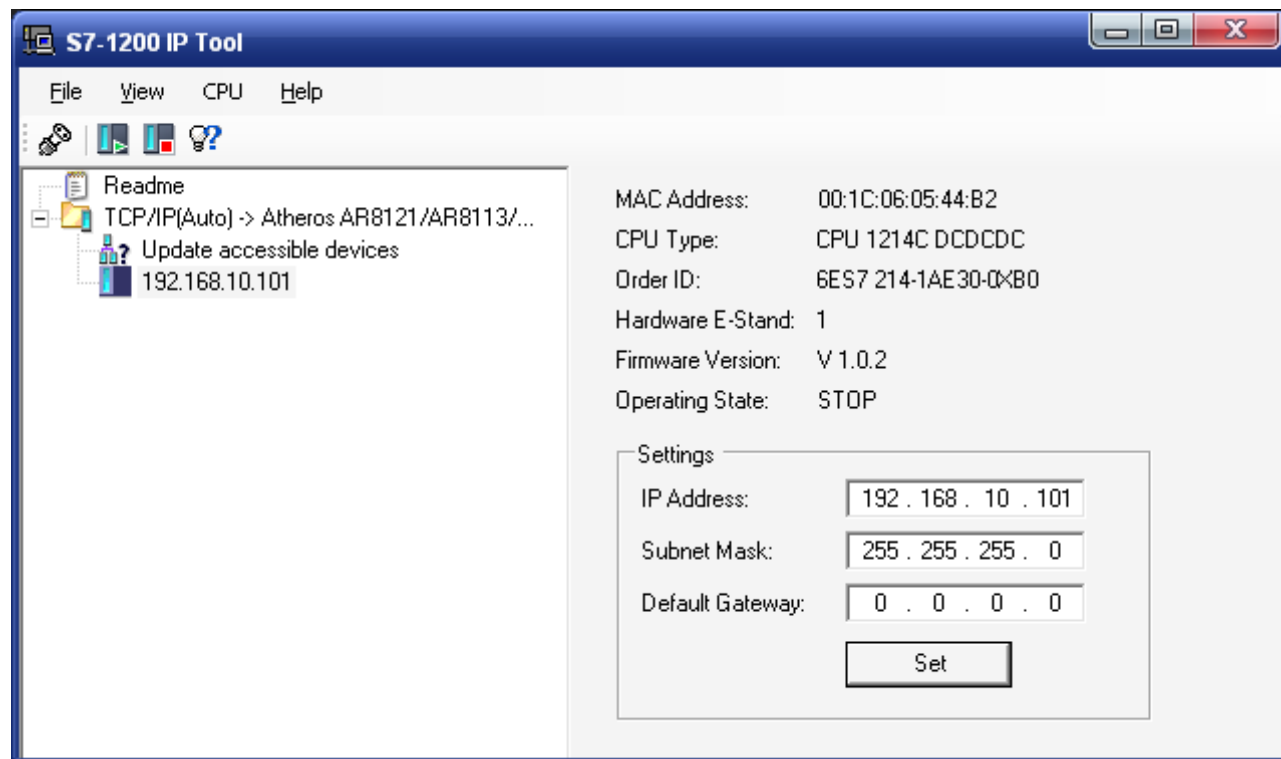 S7-1200 IP Tool
File View CPU Help
Readme
TCP/IP(Auto) -> Atheros AR8121/AR8113/...
Update accessible devices
192.168.10.101
MAC Address: 00:1C:06:05:44:B2
CPU Type: CPU 1214C DCDCDC
Order ID: 6ES7 214-1AE30-0XB0
Hardware E-Stand: 1
Firmware Version: V 1.0.2
Operating State: STOP
Settings
IP Address: 192 . 168 . 10 . 101
Subnet Mask: 255 . 255 . 255 . 0
Default Gateway: 0 . 0 . 0 . 0
Set